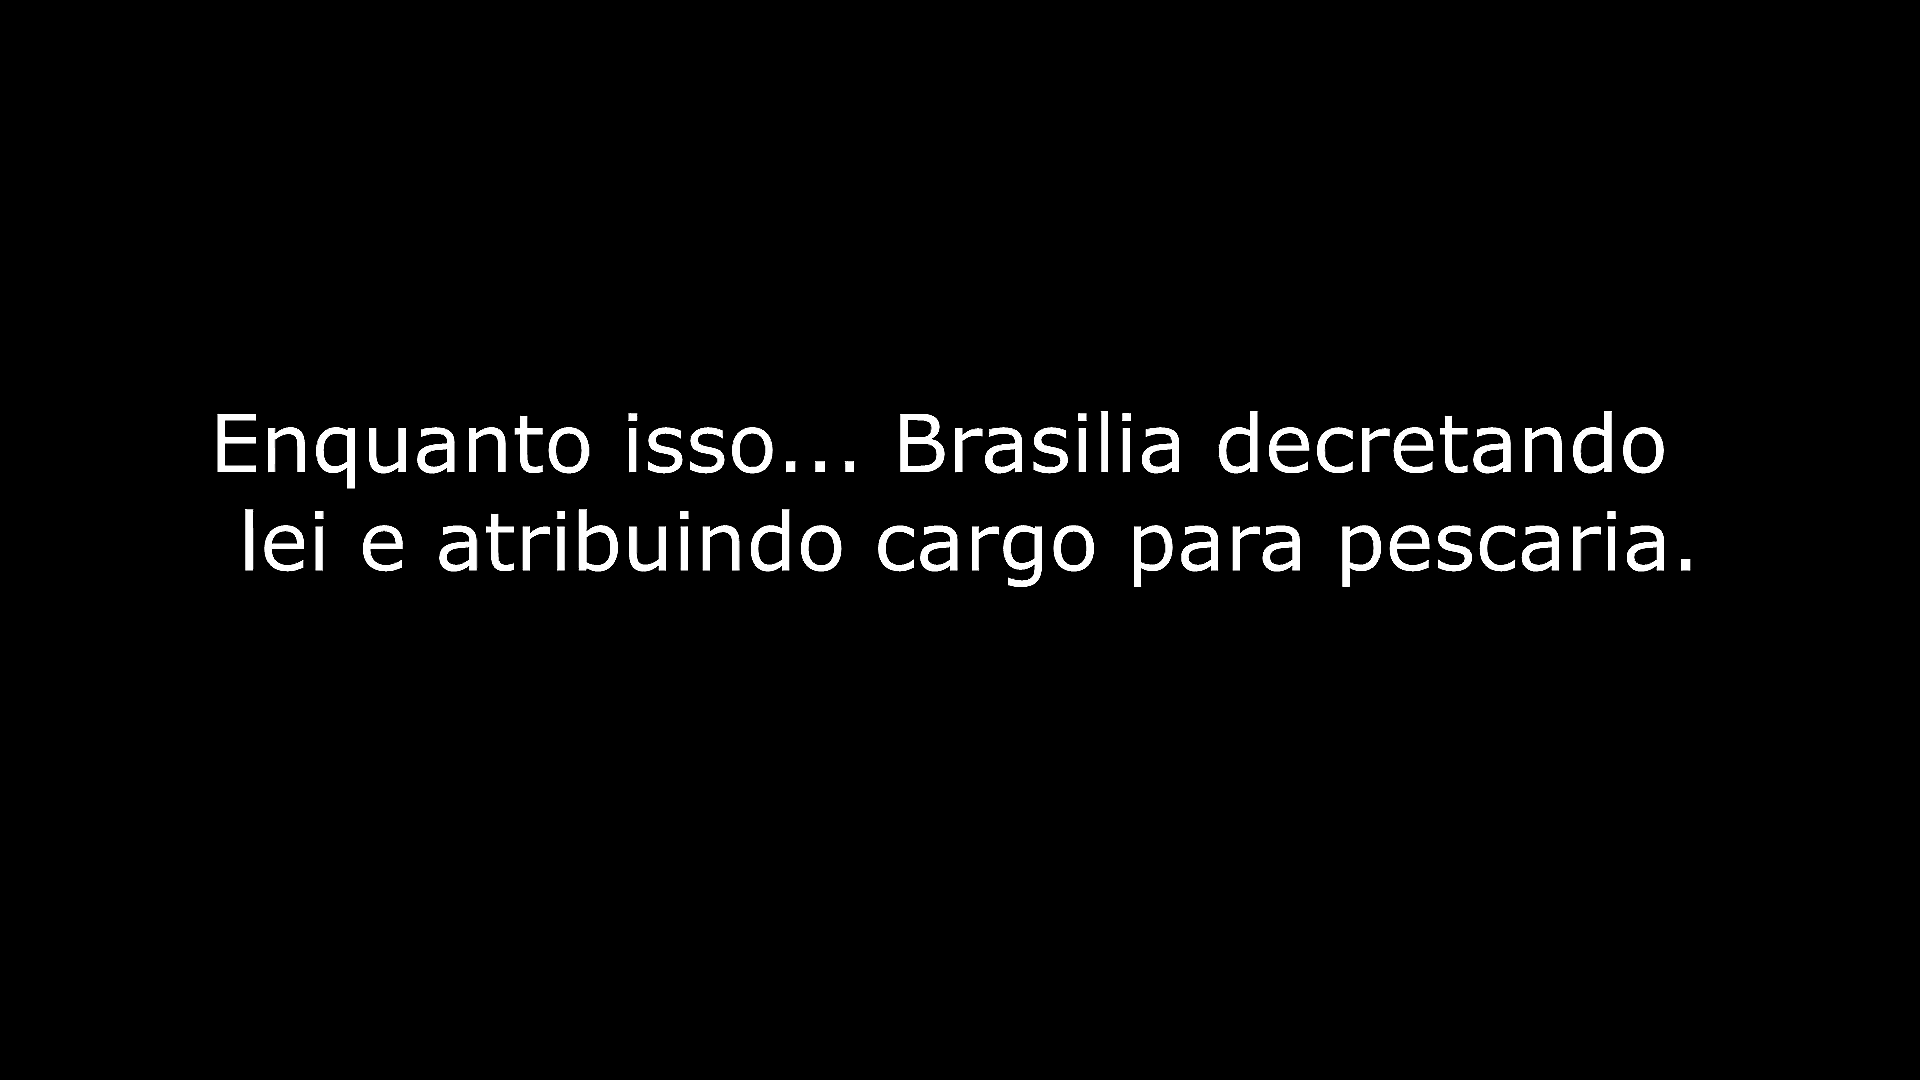 Enquanto isso... Brasilia decretando
lei e atribuindo cargo para pescaria.